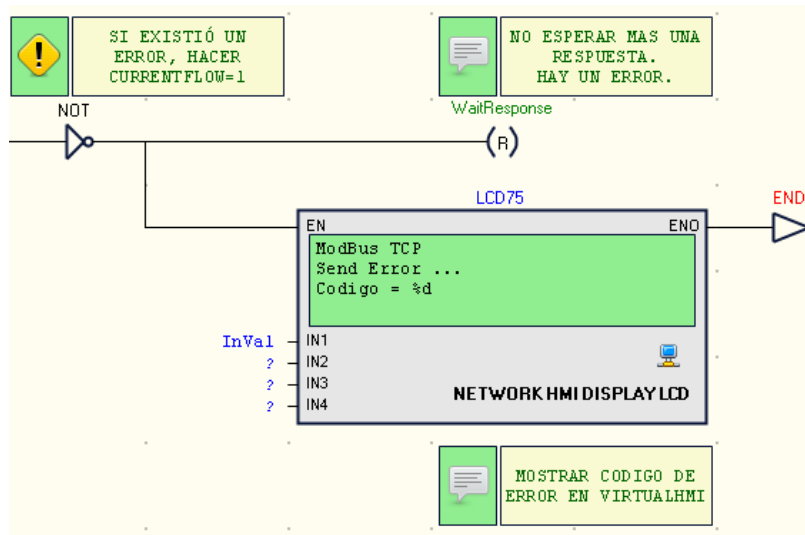 SI EXISTIÓ UN
ERROR, HACER
CURRENTFLOW=1
NO ESPERAR MAS UNA
RESPUESTA.
HAY UN ERROR.
NOT
WaitResponse
(R)
LCD75
END
EN
ENO
ModBus TCP
Send Error ...
Codigo = %d
InVal
IN1
?
IN2
?
IN3
?
IN4
NETWORK HMI DISPLAY LCD
MOSTRAR CODIGO DE
ERROR EN VIRTUALHMI